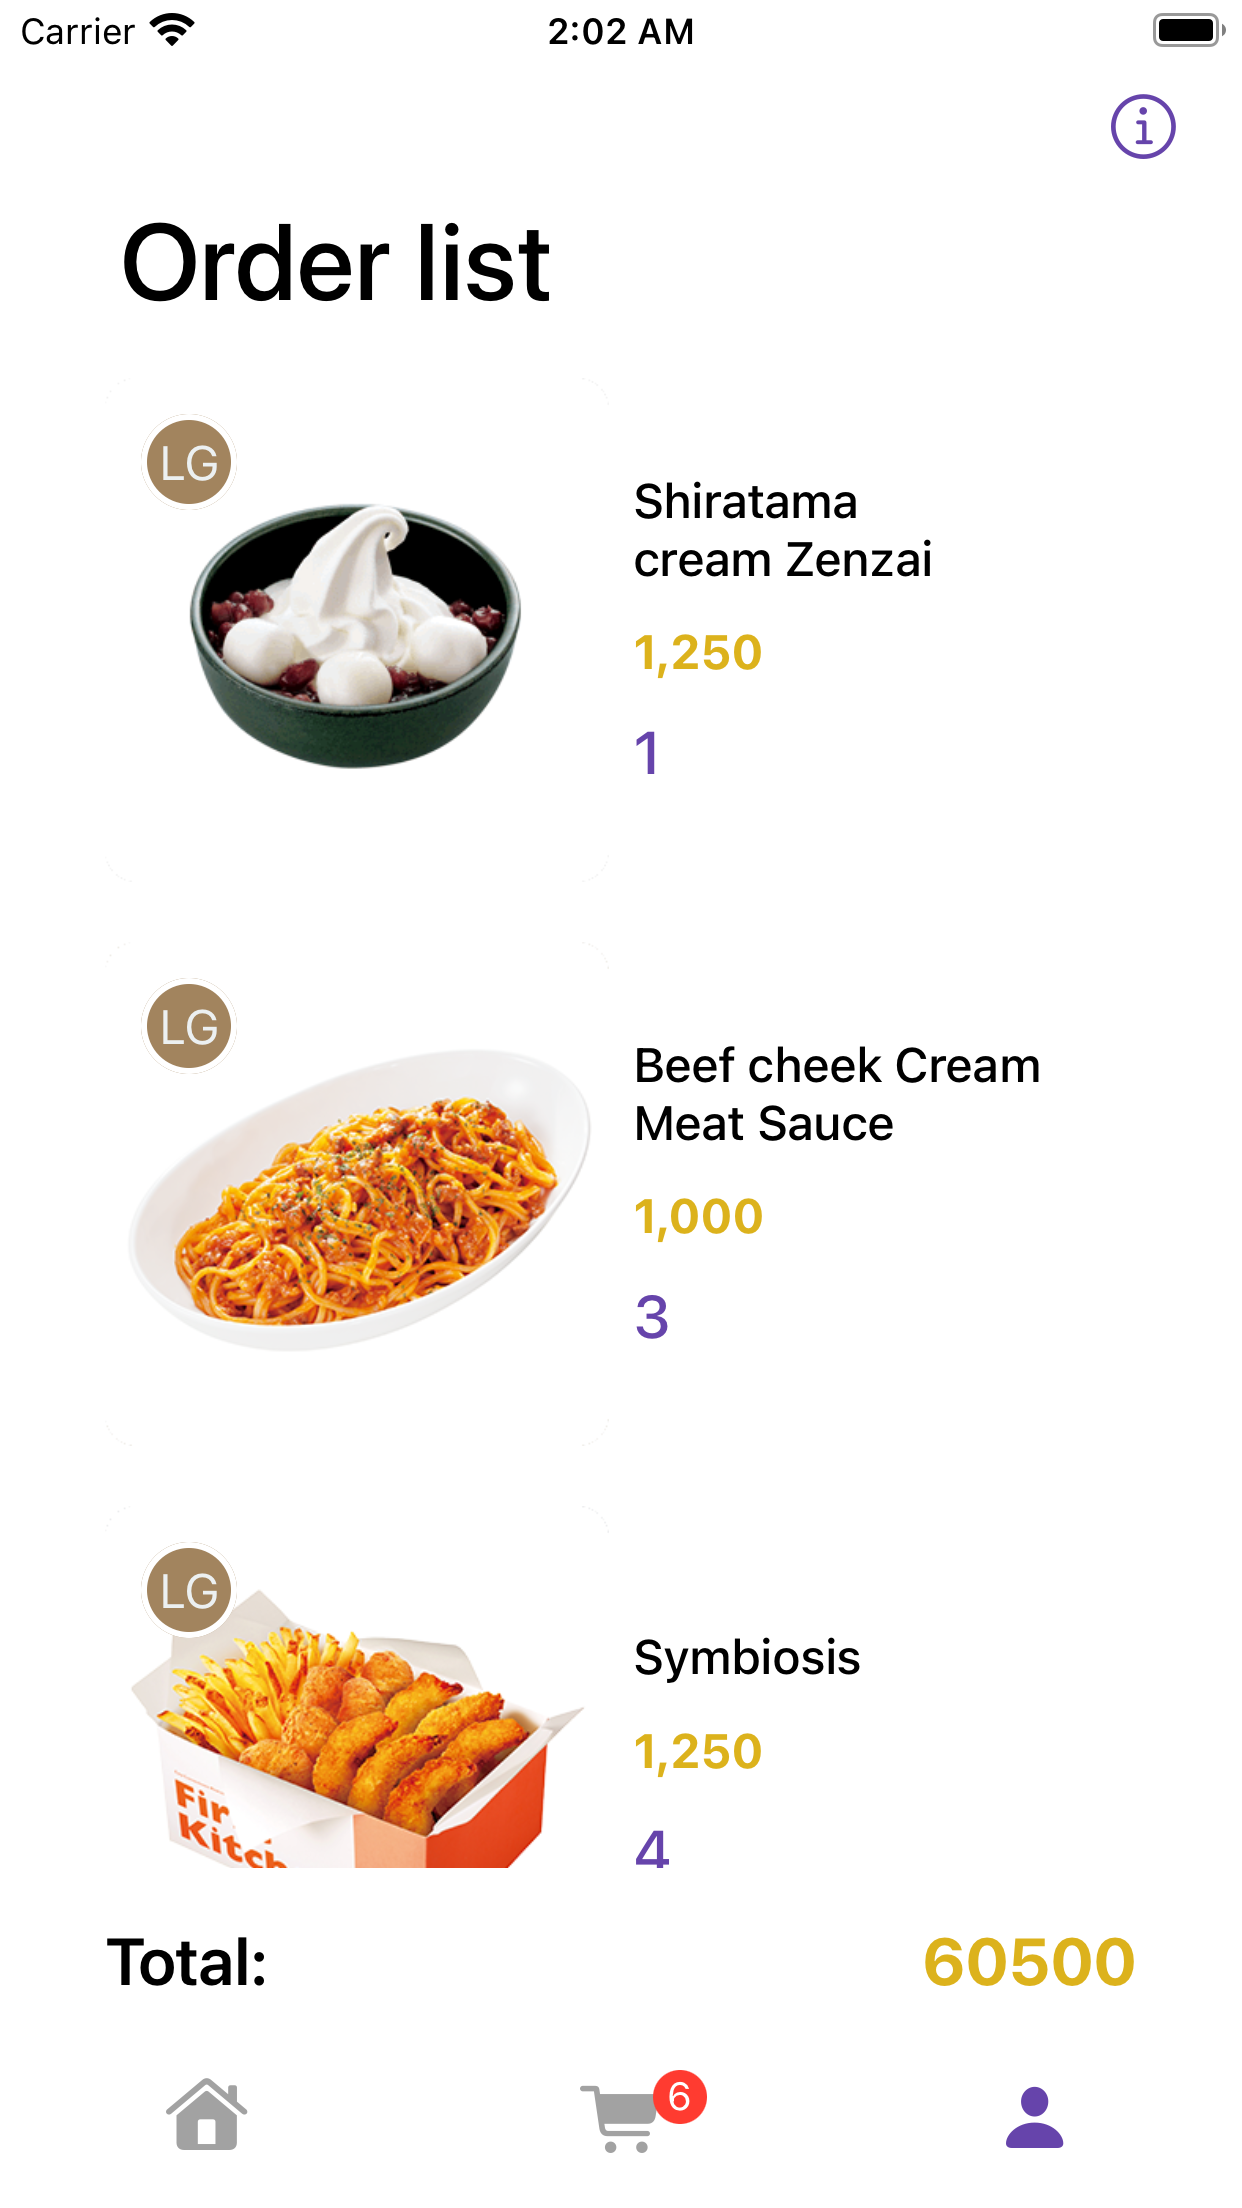 Carrier
2:02 AM
Order list
LG
Shiratama
cream Zenzai
1,250
1
LG
Beef cheek Cream
Meat Sauce
1,000
3
LG
Symbiosis
1,250
4
Fir
Kitch
Total:
60500
6